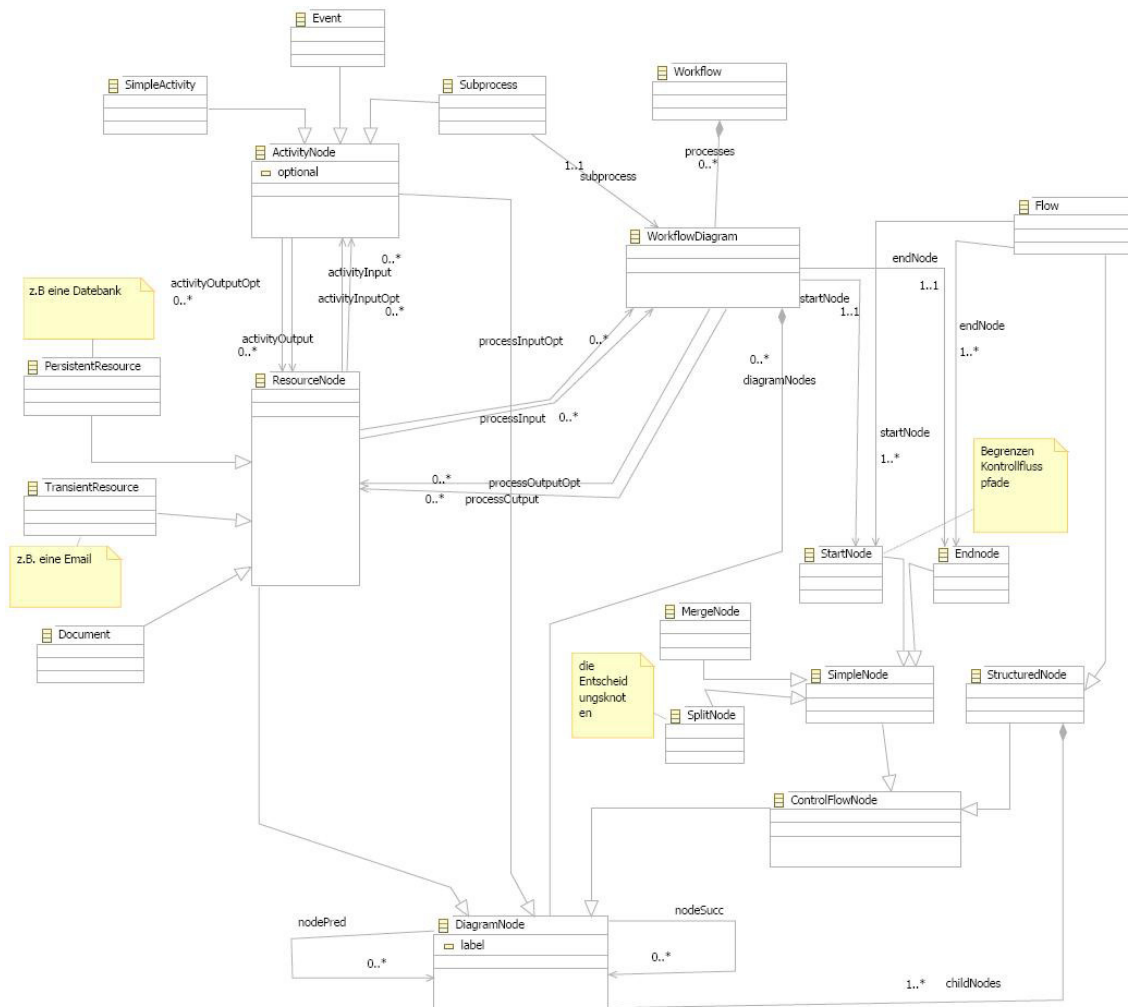 Event
SimpleActivity
Subprocess
Workflow
ActivityNode
optional
processes
0..*
1..1
subprocess
Flow
WorkflowDiagram
0..*
activityInput
activityOutputOpt
0..*
activityInputOpt
0..*
endNode
1..1
startNode
1..1
z.B eine Datebank
activityOutput
0..*
processInputOpt
0..*
endNode
1..*
0..*
diagramNodes
PersistentResource
ResourceNode
processInput
0..*
startNode
1..*
Begrenzen
Kontrollfluss
pfade
TransientResource
0..*
processOutputOpt
0..*
processOutput
z.B. eine Email
StartNode
Endnode
Document
MergeNode
die
Entscheid
ungsknot
en
SimpleNode
StructuredNode
SplitNode
ControlFlowNode
nodePred
DiagramNode
nodeSucc
label
0..*
0..*
1..*
childNodes